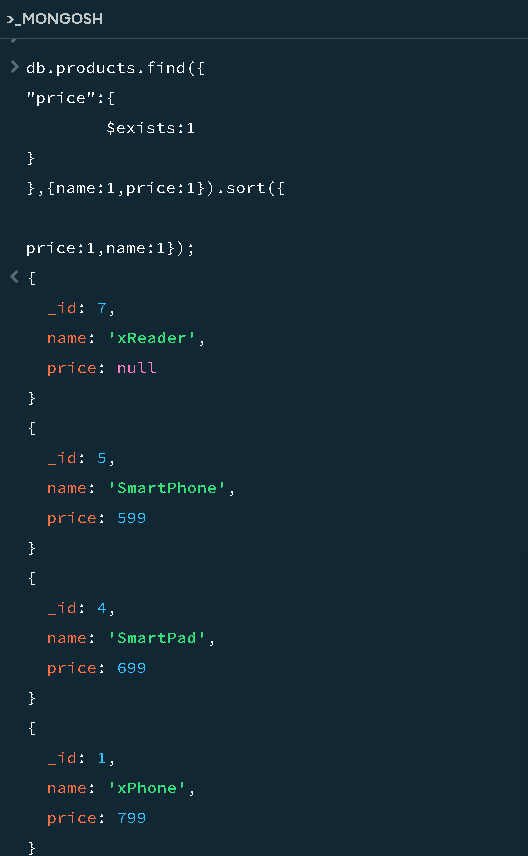 >_MONGOSH
> db.products.find({
"price":{
$exists:1
}
},{name:1,price:1}).sort({
price:1,name:1});
< {
_id: 7,
name: 'xReader',
price: null
}
{
_id: 5,
name: 'SmartPhone',
price: 599
}
{
_id: 4,
name: 'SmartPad',
price: 699
}
{
_id: 1,
name: 'xPhone',
price: 799
}